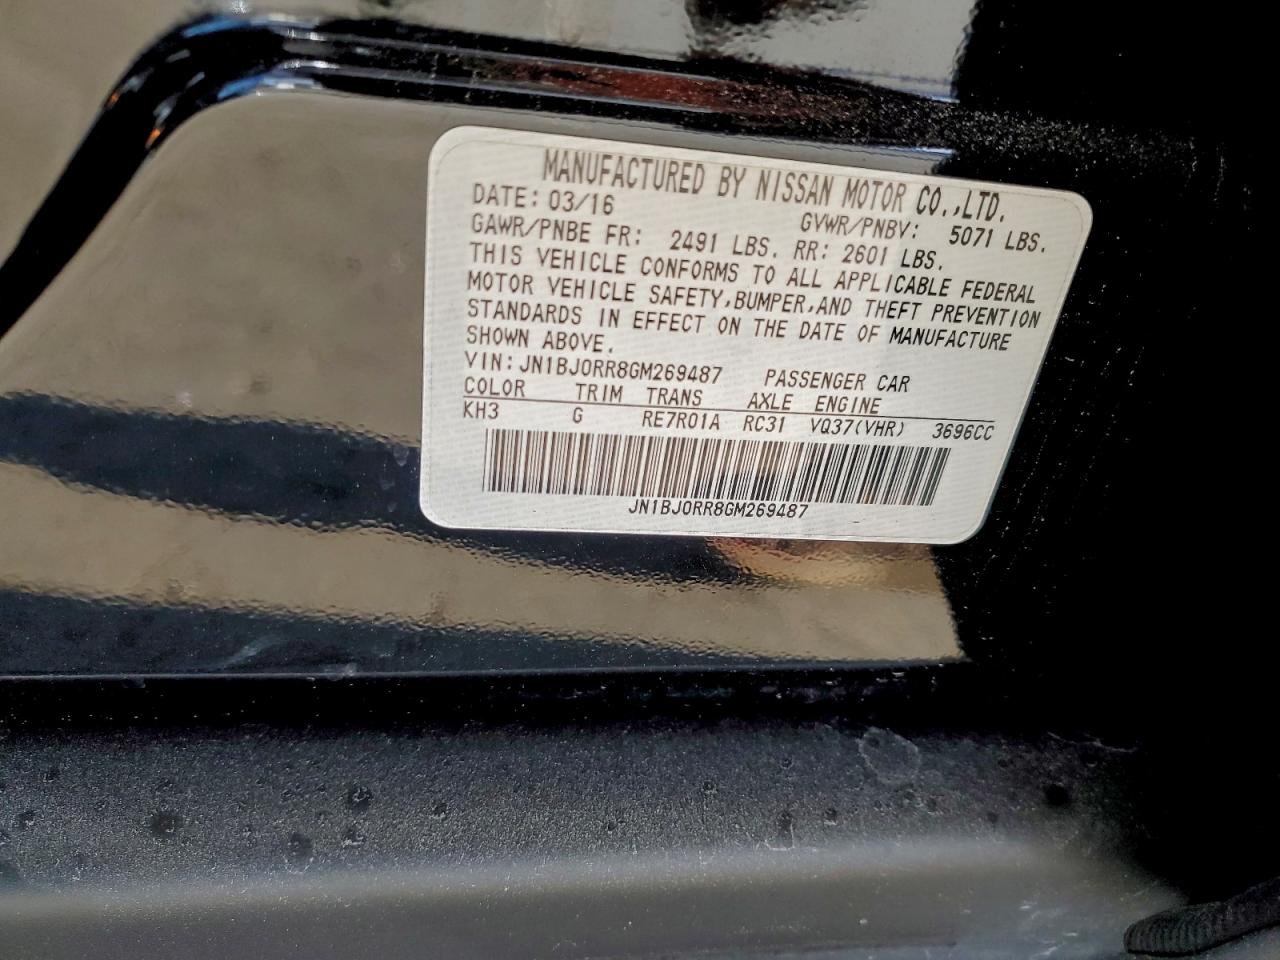 MANUFACTURED BY NISSAN MOTOR CO.,LTD.
DATE: 03/16 GVWR/PNBV: 5071 LBS.
GAWR/PNBE FR: 2491 LBS. RR: 2601 LBS.
THIS VEHICLE CONFORMS TO ALL APPLICABLE FEDERAL
MOTOR VEHICLE SAFETY,BUMPER,AND THEFT PREVENTION
STANDARDS IN EFFECT ON THE DATE OF MANUFACTURE
SHOWN ABOVE.
VIN: JN1BJ0RR8GM269487 PASSENGER CAR
COLOR TRIM TRANS AXLE ENGINE
KH3 G RE7R01A RC31 VQ37(VHR) 3696CC
JN1BJ0RR8GM269487